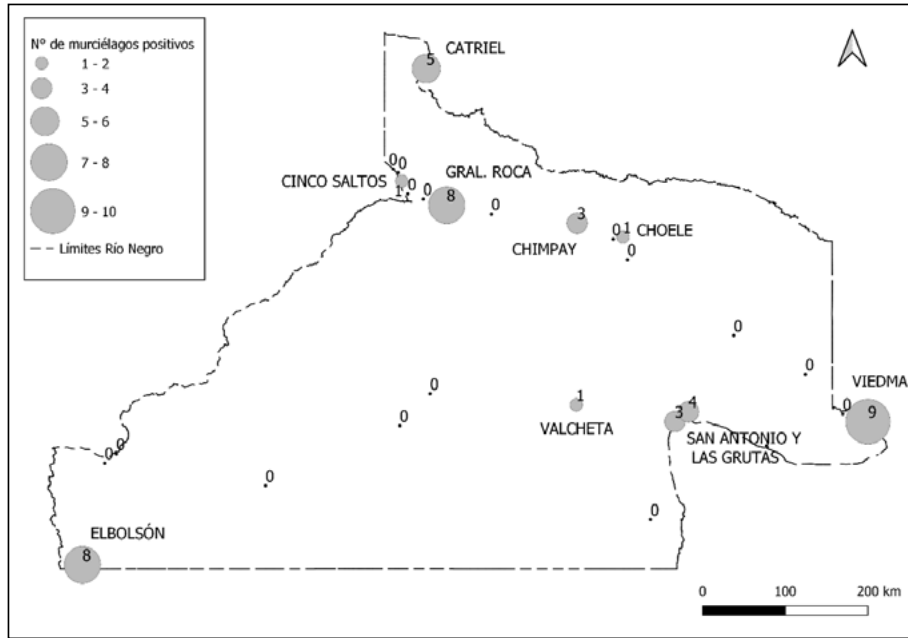 Nº de murciélagos positivos
1 - 2
3 - 4
5 - 6
7 - 8
9 - 10
Límites Río Negro
5
CATRIEL
0
0
CINCO SALTOS
1
0
0
GRAL. ROCA
8
0
3
CHIMPAY
0
1
CHOELE
0
0
0
VIEDMA
0
9
0
0
1
VALCHETA
4
3
SAN ANTONIO Y
LAS GRUTAS
0
0
0
0
ELBOLSÓN
8
0
100
200 km